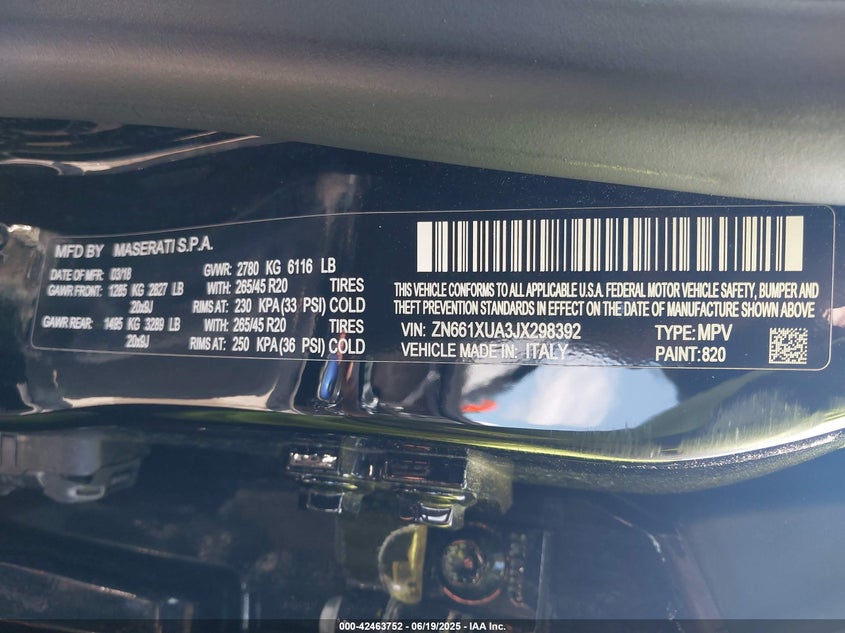 MFD BY MASERATI S.P.A.
DATE OF MFR: 03/18 GVWR: 2780 KG 6116 LB
GAWR FRONT: 1285 KG 2827 LB WITH: 265/45 R20 TIRES
20x9J RIMS AT: 230 KPA (33 PSI) COLD
GAWR REAR: 1495 KG 3289 LB WITH: 265/45 R20 TIRES
20x9J RIMS AT: 250 KPA (36 PSI) COLD
THIS VEHICLE CONFORMS TO ALL APPLICABLE U.S.A. FEDERAL MOTOR VEHICLE SAFETY, BUMPER AND
THEFT PREVENTION STANDARDS IN EFFECT ON THE DATE OF MANUFACTURE SHOWN ABOVE
VIN: ZN661XUA3JX298392 TYPE: MPV
VEHICLE MADE IN: ITALY PAINT: 820
000-42463752 - 06/19/2025 - IAA Inc.